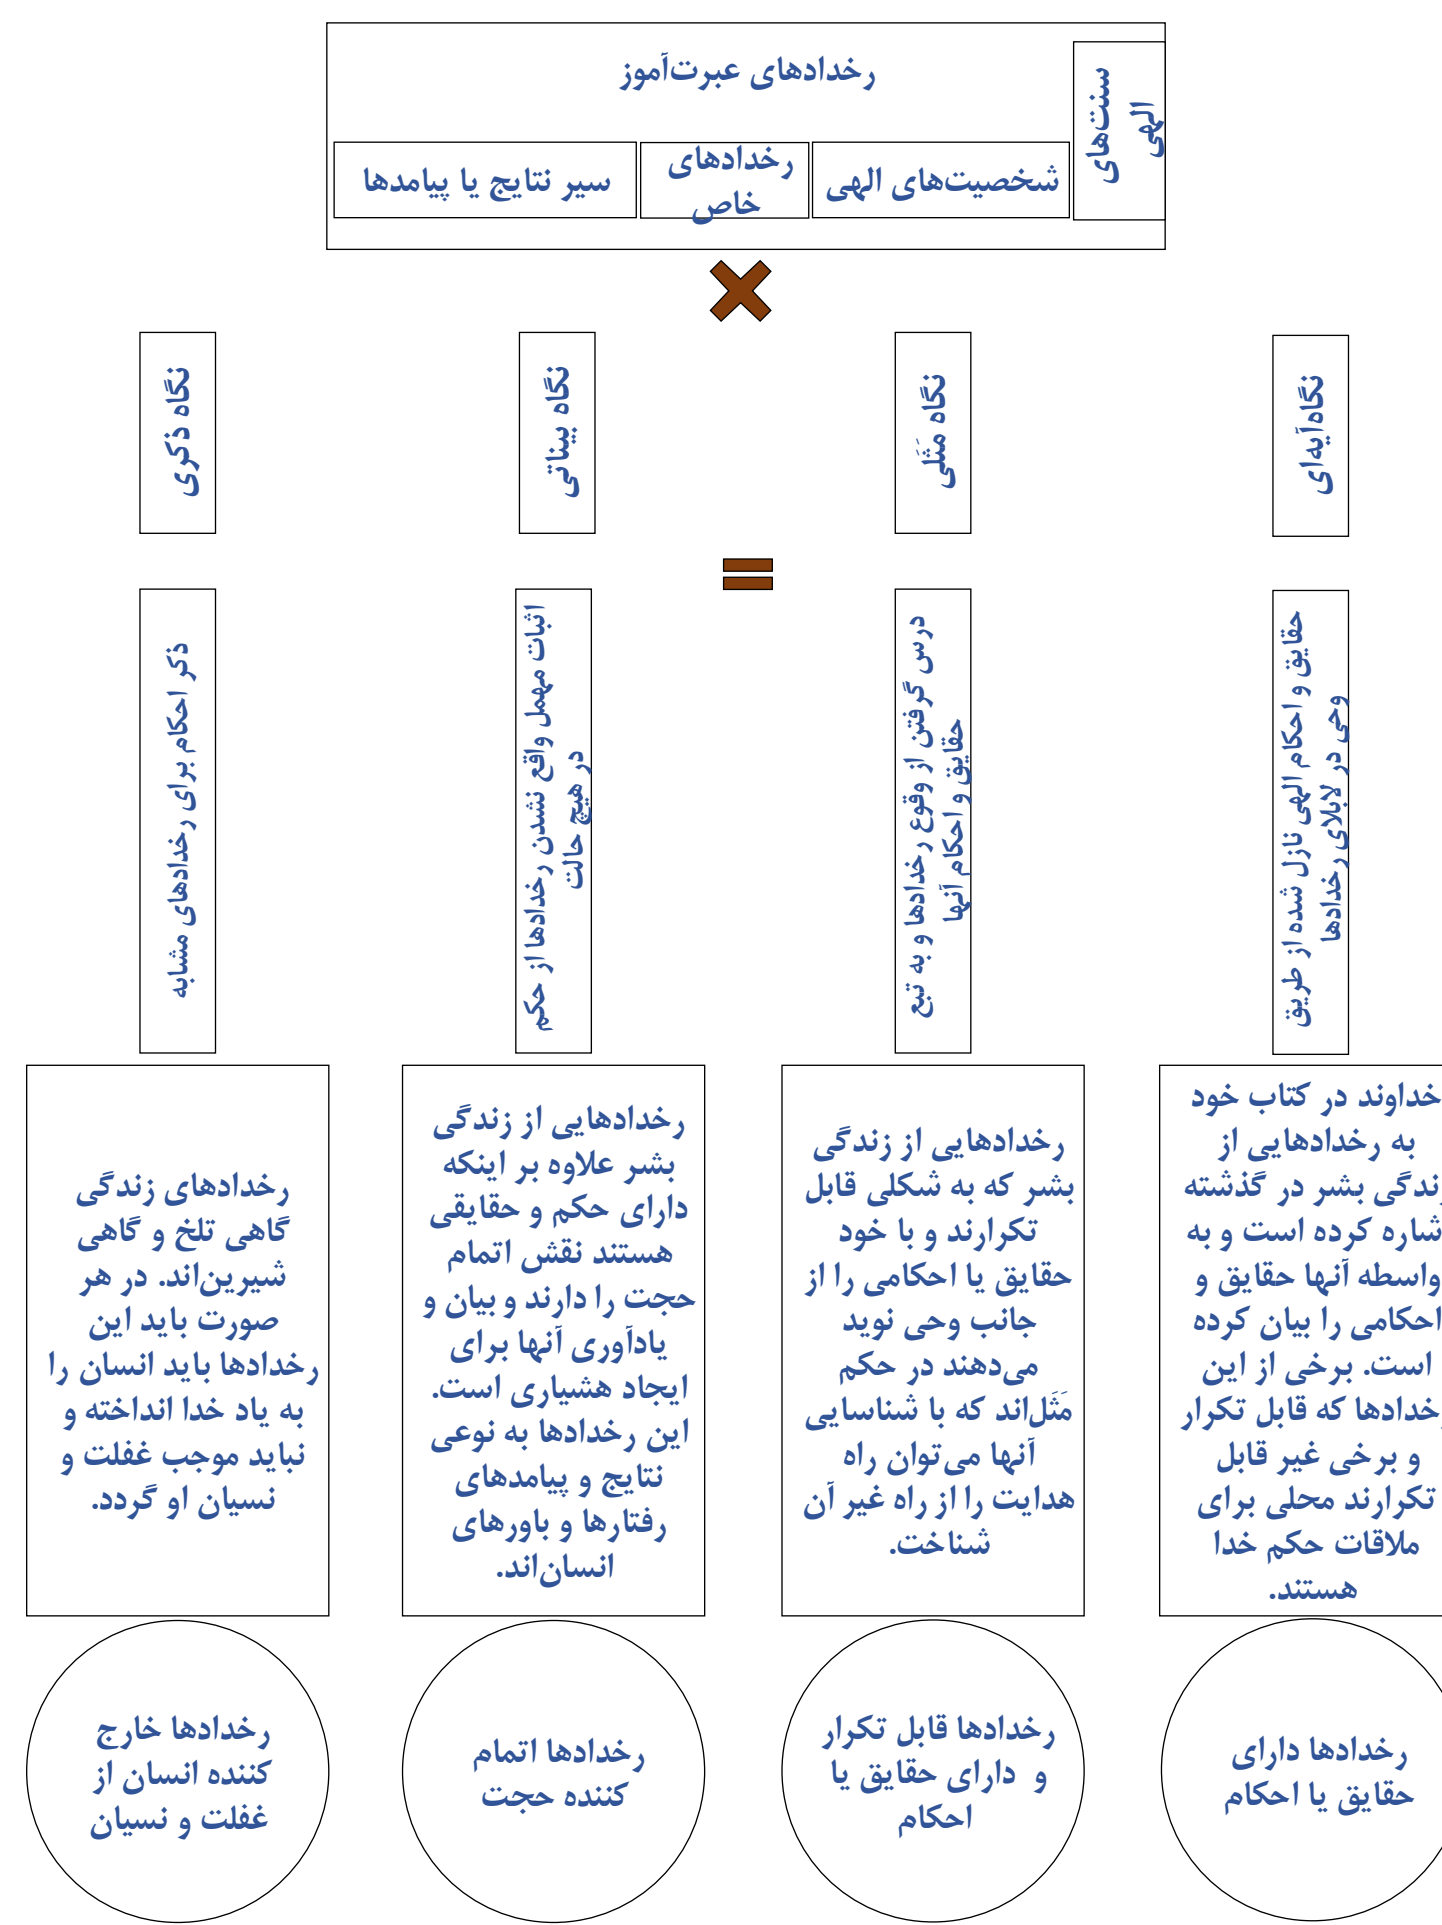 رخدادهای عبرت‌آموز
سنت‌های
الهی
شخصیت‌های الهی
رخدادهای
خاص
سیر نتایج یا پیامدها
نگاه‌آیه‌ای
نگاه مَثَلی
نگاه بیناتی
نگاه ذکری
حقایق و احکام الهی نازل شده از طریق
وحی در لابلای رخدادها
درس گرفتن از وقوع رخدادها و به تبع
حقایق و احکام آنها
اثبات مهمل واقع نشدن رخدادها از حکم
در هیچ حالت
ذکر احکام برای رخدادهای مشابه
خداوند در کتاب خود
به رخدادهایی از
زندگی بشر در گذشته
اشاره کرده است و به
واسطه آنها حقایق و
احکامی را بیان کرده
است. برخی از این
رخدادها که قابل تکرار
و برخی غیر قابل
تکرارند محلی برای
ملاقات حکم خدا
هستند.
رخدادهایی از زندگی
بشر که به شکلی قابل
تکرارند و با خود
حقایق یا احکامی را از
جانب وحی نوید
می‌دهند در حکم
مَثَل‌اند که با شناسایی
آنها می‌توان راه
هدایت را از راه غیر آن
شناخت.
رخدادهایی از زندگی
بشر علاوه بر اینکه
دارای حکم و حقایقی
هستند نقش اتمام
حجت را دارند و بیان و
یادآوری آنها برای
ایجاد هشیاری است.
این رخدادها به نوعی
نتایج و پیامدهای
رفتارها و باورهای
انسان‌اند.
رخدادهای زندگی
گاهی تلخ و گاهی
شیرین‌اند. در هر
صورت باید این
رخدادها باید انسان را
به یاد خدا انداخته و
نباید موجب غفلت و
نسیان او گردد.
رخدادها دارای
حقایق یا احکام
رخدادها قابل تکرار
و دارای حقایق یا
احکام
رخدادها اتمام
کننده حجت
رخدادها خارج
کننده انسان از
غفلت و نسیان